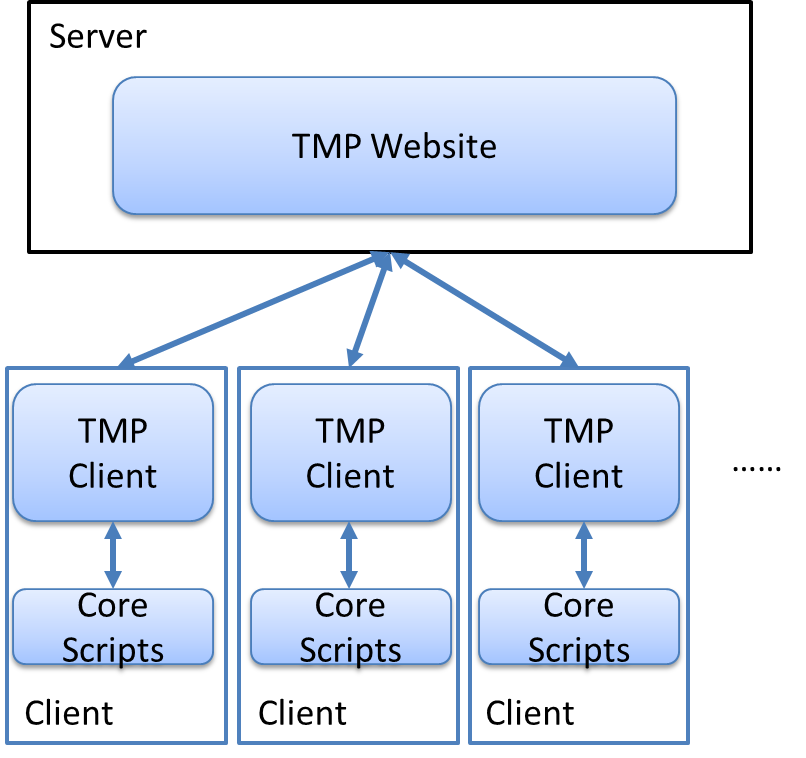 Server
TMP Website
TMP
Client
Core
Scripts
Client
TMP
Client
Core
Scripts
Client
TMP
Client
Core
Scripts
Client
......